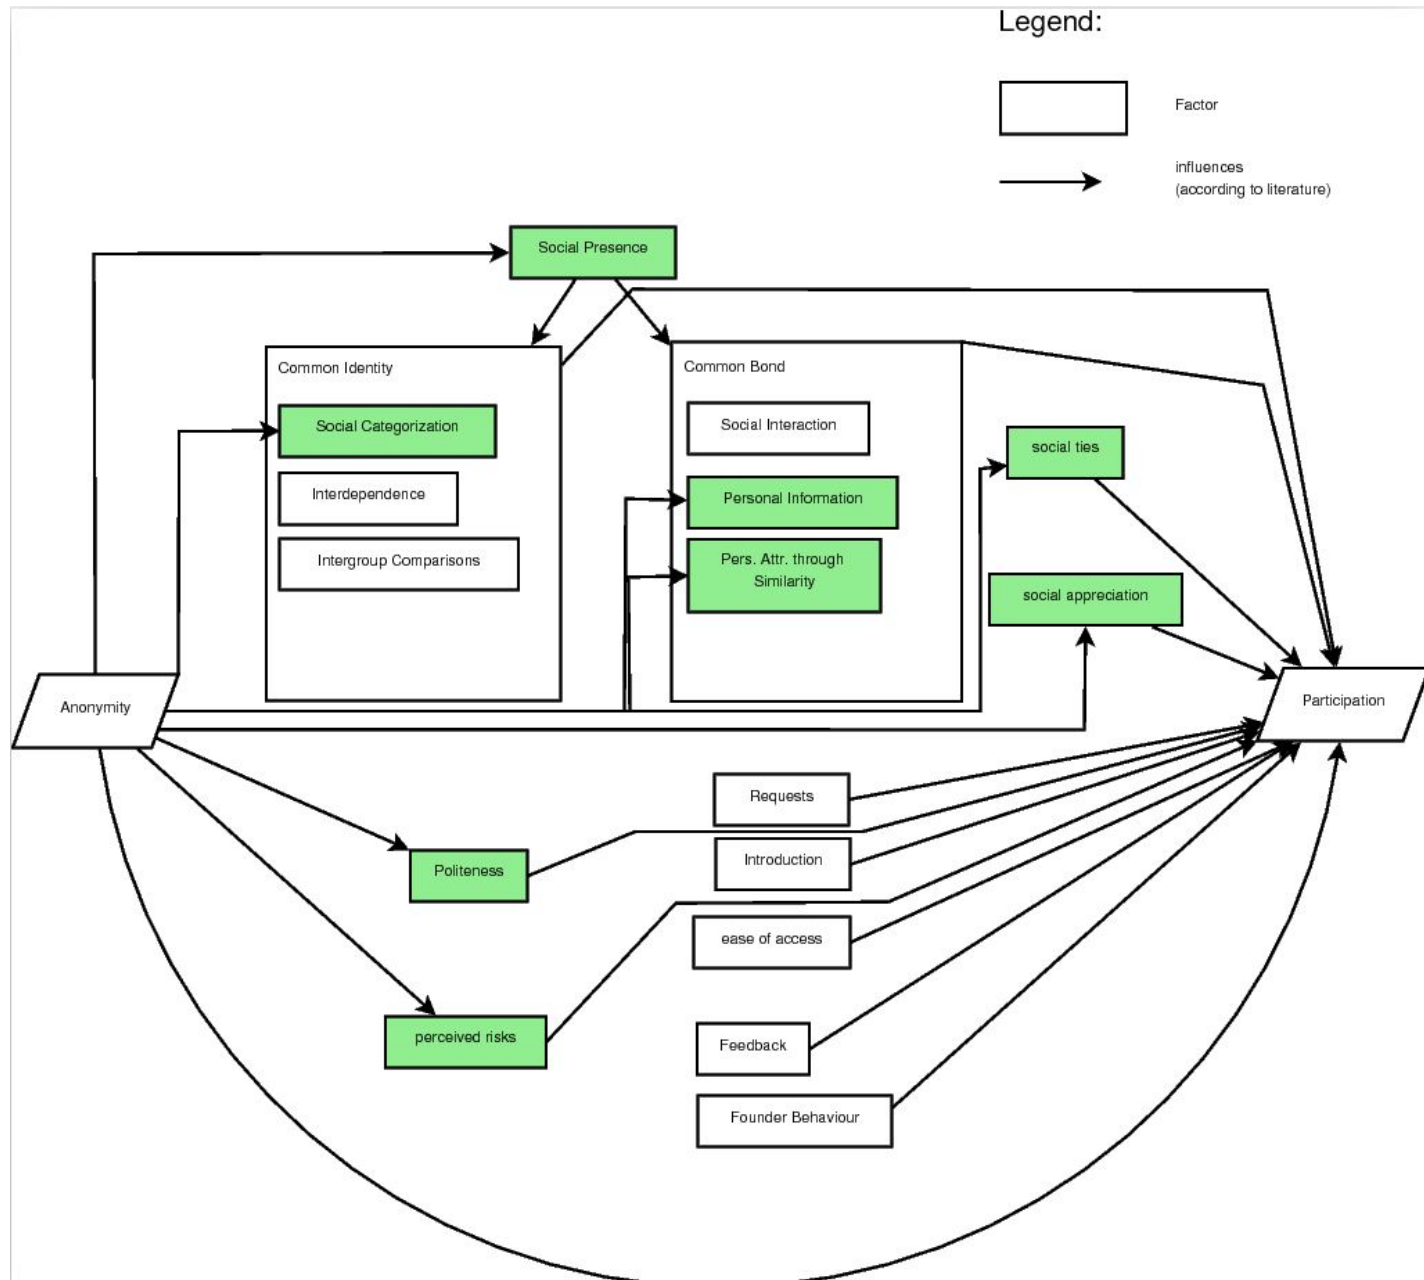 Legend:
Factor
influences
(according to literature)
Social Presence
Common Identity
Social Categorization
Interdependence
Intergroup Comparisons
Common Bond
Social Interaction
Personal Information
Pers. Attr. through
Similarity
social ties
social appreciation
Anonymity
Participation
Requests
Introduction
Politeness
ease of access
perceived risks
Feedback
Founder Behaviour